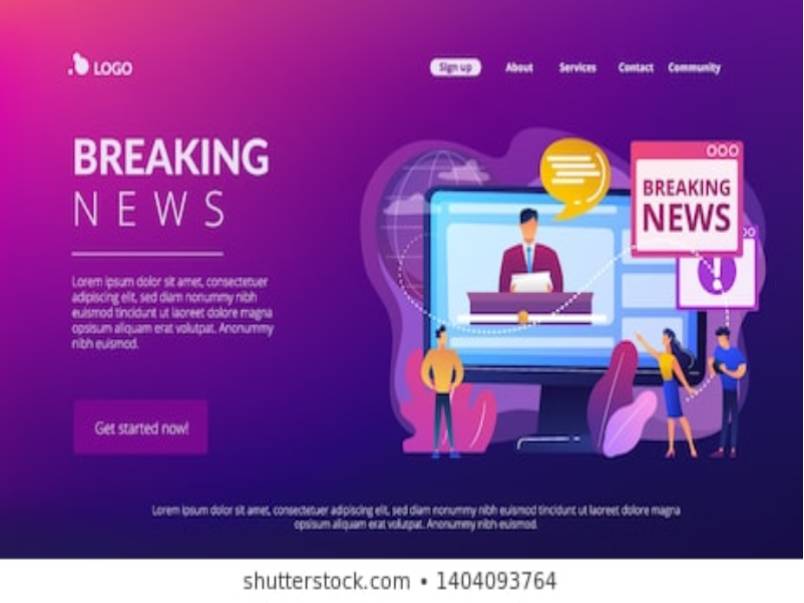 LOGO
Sign up About Services Contact Community
BREAKING
NEWS
Lorem ipsum dolor sit amet, consectetuer
adipiscing elit, sed diam nonummy nibh
euismod tincidunt ut laoreet dolore magna
opsium aliquam erat volutpat. Anonummy
nibh euismod.
Get started now!
BREAKING
NEWS
!
Lorem ipsum dolor sit amet, consectetuer adipiscing elit, sed diam nonummy nibh euismod tincidunt ut laoreet dolore magna
opsium aliquam erat volutpat. Anonummy nibh euismod.
shutterstock.com • 1404093764